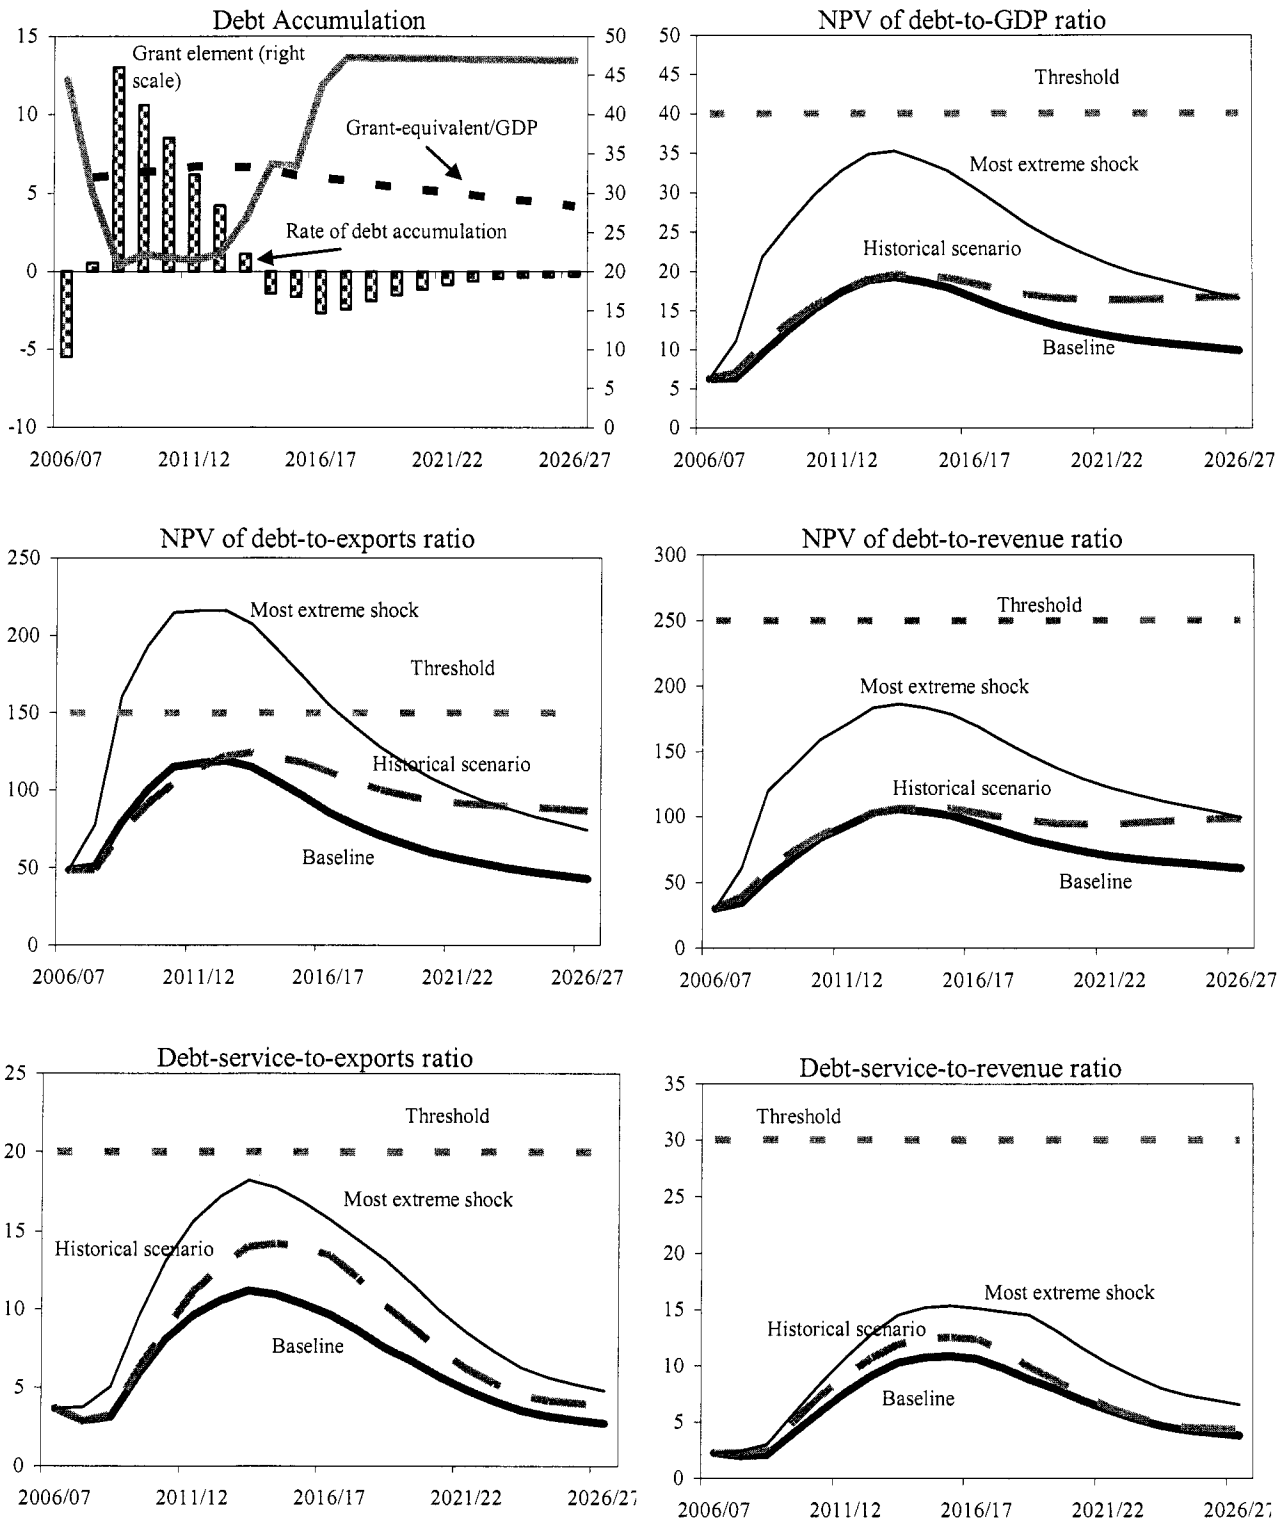 Debt Accumulation
15
10
5
0
-5
-10
50
45
40
35
30
25
20
15
10
5
0
Grant element (right
scale)
Grant-equivalent/GDP
Rate of debt accumulation
2006/07 2011/12 2016/17 2021/22 2026/27
NPV of debt-to-GDP ratio
50
45
40
35
30
25
20
15
10
5
0
Threshold
Most extreme shock
Historical scenario
Baseline
2006/07 2011/12 2016/17 2021/22 2026/27
NPV of debt-to-exports ratio
250
200
150
100
50
0
Most extreme shock
Threshold
Historical scenario
Baseline
2006/07 2011/12 2016/17 2021/22 2026/27
NPV of debt-to-revenue ratio
300
250
200
150
100
50
0
Threshold
Most extreme shock
Historical scenario
Baseline
2006/07 2011/12 2016/17 2021/22 2026/27
Debt-service-to-exports ratio
25
20
15
10
5
0
Threshold
Most extreme shock
Historical scenario
Baseline
2006/07 2011/12 2016/17 2021/22 2026/27
Debt-service-to-revenue ratio
35
30
25
20
15
10
5
0
Threshold
Most extreme shock
Historical scenario
Baseline
2006/07 2011/12 2016/17 2021/22 2026/27